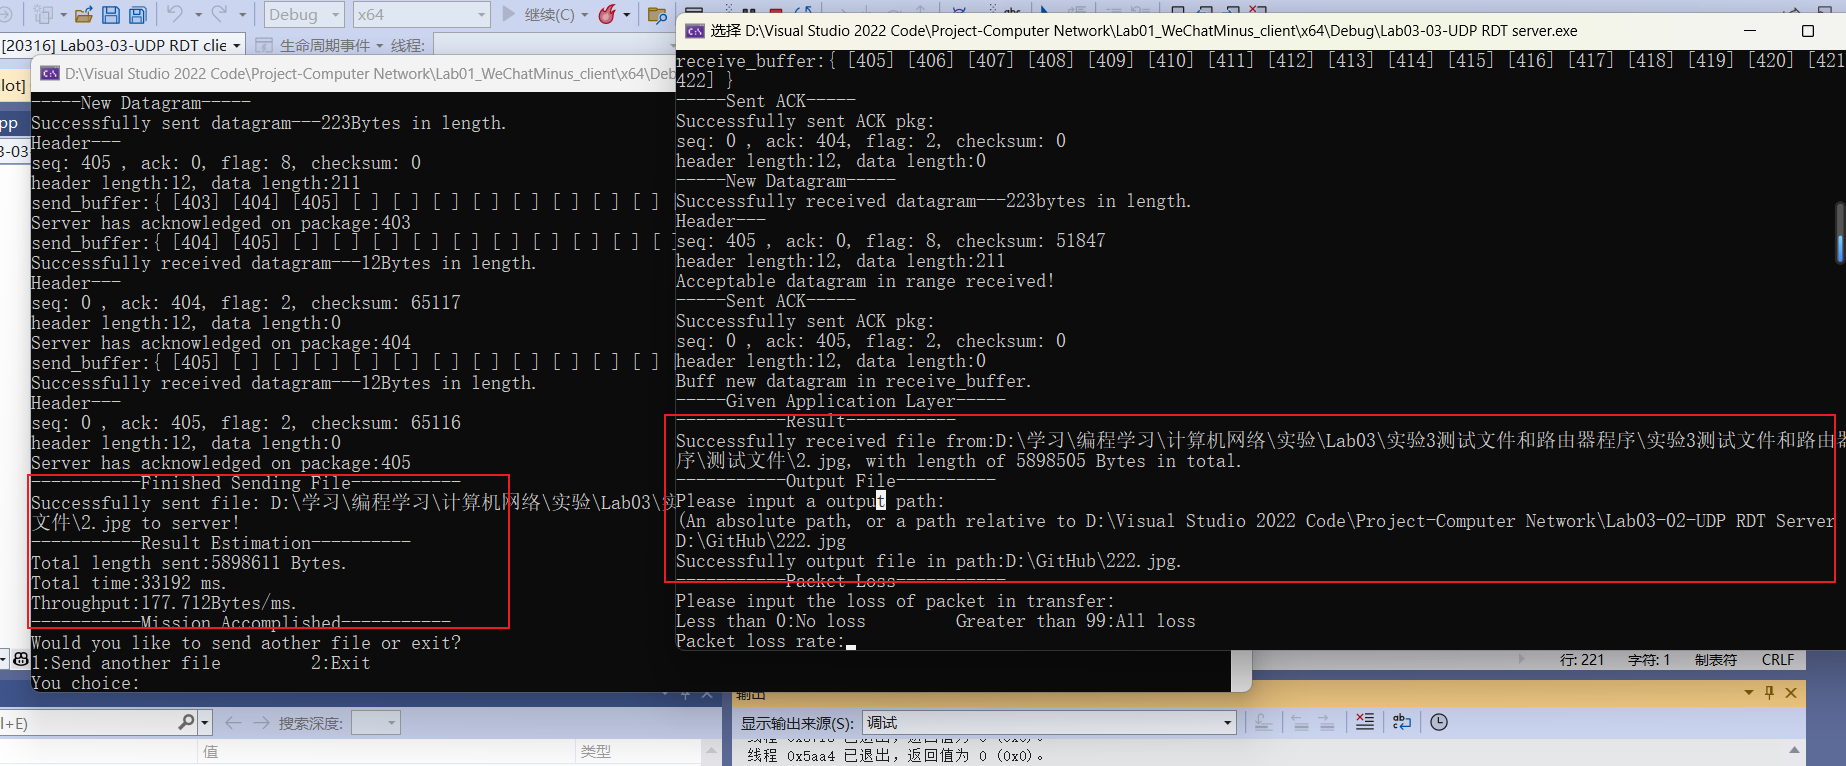 Debug
x64
继续(C)
[20316] Lab03-03-UDP RDT clie
生命周期事件
线程:
lot]
pp
3-03
D:\Visual Studio 2022 Code\Project-Computer Network\Lab01_WeChatMinus_client\x64\Deb
-----New Datagram-----
Successfully sent datagram---223Bytes in length.
Header---
seq: 405 , ack: 0, flag: 8, checksum: 0
header length:12, data length:211
send_buffer:{ [403] [404] [405] [ ] [ ] [ ] [ ] [ ] [ ] [ ] [ ]
Server has acknowledged on package:403
send_buffer:{ [404] [405] [ ] [ ] [ ] [ ] [ ] [ ] [ ] [ ] [ ] [ ]
Successfully received datagram---12Bytes in length.
Header---
seq: 0 , ack: 404, flag: 2, checksum: 65117
header length:12, data length:0
Server has acknowledged on package:404
send_buffer:{ [405] [ ] [ ] [ ] [ ] [ ] [ ] [ ] [ ] [ ] [ ] [ ]
Successfully received datagram---12Bytes in length.
Header---
seq: 0 , ack: 405, flag: 2, checksum: 65116
header length:12, data length:0
Server has acknowledged on package:405
-----------Finished Sending File-----------
Successfully sent file: D:\学习\编程学习\计算机网络\实验\Lab03\实
文件\2.jpg to server!
-----------Result Estimation----------
Total length sent:5898611 Bytes.
Total time:33192 ms.
Throughput:177.712Bytes/ms.
-----------Mission Accomplished-----------
Would you like to send aother file or exit?
1:Send another file         2:Exit
You choice:
选择 D:\Visual Studio 2022 Code\Project-Computer Network\Lab01_WeChatMinus_client\x64\Debug\Lab03-03-UDP RDT server.exe
receive_buffer:{ [405] [406] [407] [408] [409] [410] [411] [412] [413] [414] [415] [416] [417] [418] [419] [420] [421
422] }
-----Sent ACK-----
Successfully sent ACK pkg:
seq: 0 , ack: 404, flag: 2, checksum: 0
header length:12, data length:0
-----New Datagram-----
Successfully received datagram---223bytes in length.
Header---
seq: 405 , ack: 0, flag: 8, checksum: 51847
header length:12, data length:211
Acceptable datagram in range received!
-----Sent ACK-----
Successfully sent ACK pkg:
seq: 0 , ack: 405, flag: 2, checksum: 0
header length:12, data length:0
Buff new datagram in receive_buffer.
-----Given Application Layer-----
-----------Result-----------
Successfully received file from:D:\学习\编程学习\计算机网络\实验\Lab03\实验3测试文件和路由器程序\实验3测试文件和路由器程
序\测试文件\2.jpg, with length of 5898505 Bytes in total.
-----------Output File----------
Please input a output path:
(An absolute path, or a path relative to D:\Visual Studio 2022 Code\Project-Computer Network\Lab03-02-UDP RDT Server
D:\GitHub\222.jpg
Successfully output file in path:D:\GitHub\222.jpg.
-----------Packet Loss-----------
Please input the loss of packet in transfer:
Less than 0:No loss         Greater than 99:All loss
Packet loss rate:
行: 221
字符: 1
制表符
CRLF
l+E)
搜索深度:
值
类型
输出
显示输出来源(S):
调试
线程 0x5aa4 已退出，返回值为 0 (0x0)。